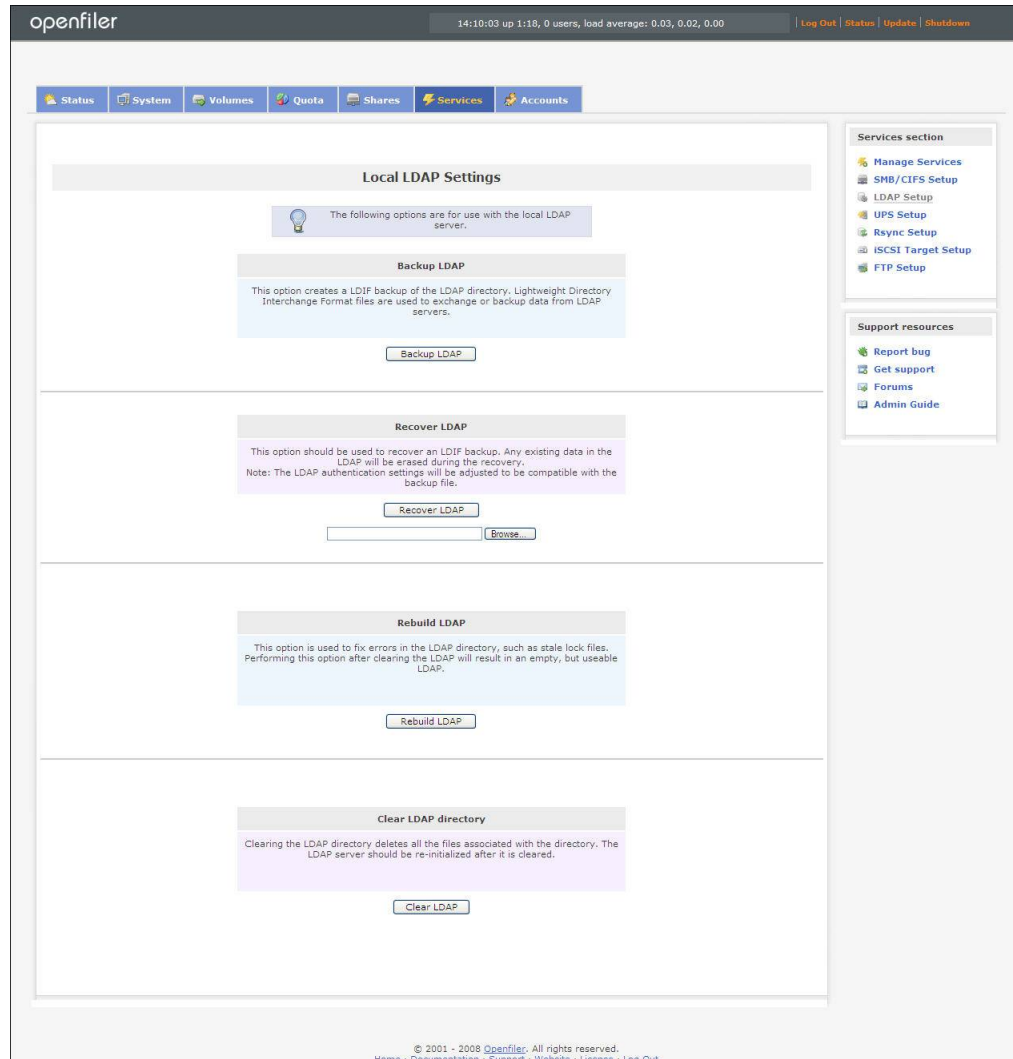 openfiler
14:10:03 up 1:18, 0 users, load average: 0.03, 0.02, 0.00
| Log Out | Status | Update | Shutdown
Status System Volumes Quota Shares Services Accounts
Local LDAP Settings
The following options are for use with the local LDAP
server.
Backup LDAP
This option creates a LDIF backup of the LDAP directory. Lightweight Directory
Interchange Format files are used to exchange or backup data from LDAP
servers.
Backup LDAP
Recover LDAP
This option should be used to recover an LDIF backup. Any existing data in the
LDAP will be erased during the recovery.
Note: The LDAP authentication settings will be adjusted to be compatible with the
backup file.
Recover LDAP
Browse...
Rebuild LDAP
This option is used to fix errors in the LDAP directory, such as stale lock files.
Performing this option after clearing the LDAP will result in an empty, but useable
LDAP.
Rebuild LDAP
Clear LDAP directory
Clearing the LDAP directory deletes all the files associated with the directory. The
LDAP server should be re-initialized after it is cleared.
Clear LDAP
Services section
Manage Services
SMB/CIFS Setup
LDAP Setup
UPS Setup
Rsync Setup
iSCSI Target Setup
FTP Setup
Support resources
Report bug
Get support
Forums
Admin Guide
© 2001 - 2008 Openfiler. All rights reserved.
Home · Documentation · Support · Website · License · Log Out